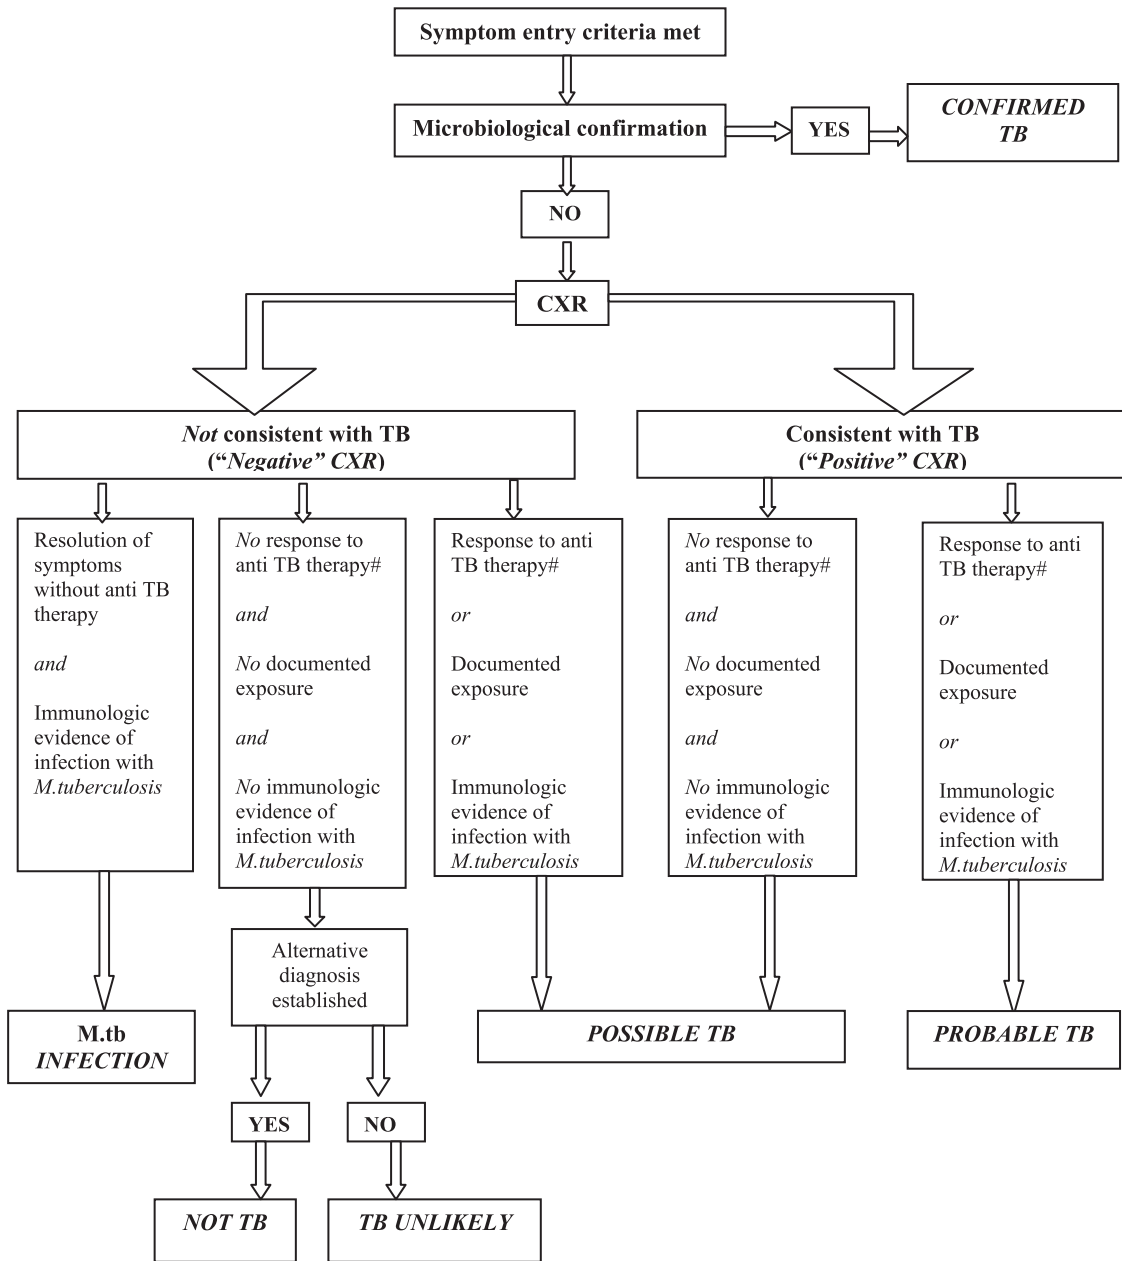 Symptom entry criteria met
Microbiological confirmation
YES
CONFIRMED
TB
NO
CXR
Not consistent with TB
(“Negative” CXR)
Consistent with TB
(“Positive” CXR)
Resolution of
symptoms
without anti TB
therapy
and
Immunologic
evidence of
infection with
M.tuberculosis
No response to
anti TB therapy#
and
No documented
exposure
and
No immunologic
evidence of
infection with
M.tuberculosis
Response to anti
TB therapy#
or
Documented
exposure
or
Immunologic
evidence of
infection with
M.tuberculosis
No response to
anti TB therapy#
and
No documented
exposure
and
No immunologic
evidence of
infection with
M.tuberculosis
Response to anti
TB therapy#
or
Documented
exposure
or
Immunologic
evidence of
infection with
M.tuberculosis
Alternative
diagnosis
established
M.tb
INFECTION
POSSIBLE TB
PROBABLE TB
YES
NO
NOT TB
TB UNLIKELY